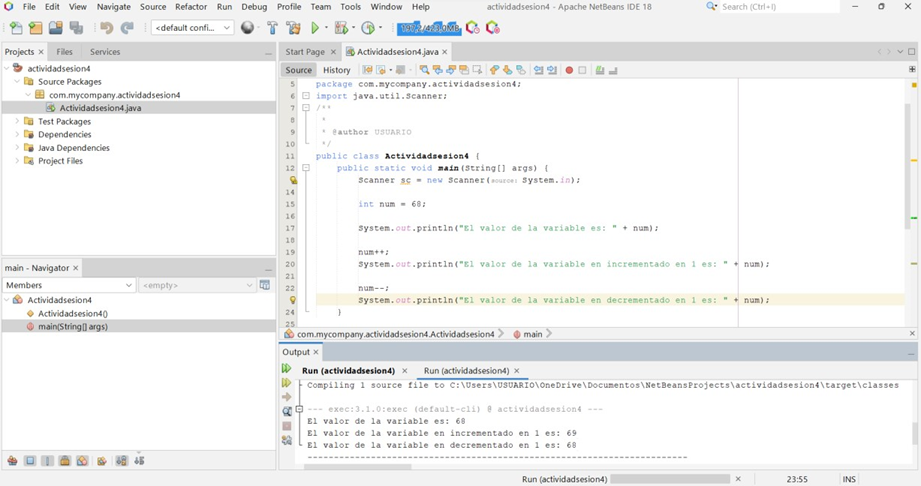 File Edit View Navigate Source Refactor Run Debug Profile Team Tools Window Help
actividadsesion4 - Apache NetBeans IDE 18
Search (Ctrl+I)
<default confi...
Projects Files Services
actividadsesion4
Source Packages
com.mycompany.actividadsesion4
Actividadsesion4.java
Test Packages
Dependencies
Java Dependencies
Project Files
main - Navigator
Members <empty>
Actividadsesion4
Actividadsesion4()
main(String[] args)
Start Page Actividadsesion4.java
Source History
5 package com.mycompany.actividadsesion4;
6 import java.util.Scanner;
7 /**
8 *
9 * @author USUARIO
10 */
11 public class Actividadsesion4 {
12 public static void main(String[] args) {
Scanner sc = new Scanner(source: System.in);
14
15 int num = 68;
16
17 System.out.println("El valor de la variable es: " + num);
18
19 num++;
20 System.out.println("El valor de la variable en incrementado en 1 es: " + num);
21
22 num--;
System.out.println("El valor de la variable en decrementado en 1 es: " + num);
24 }
25
com.mycompany.actividadsesion4.Actividadsesion4 main
Output
Run (actividadsesion4) Run (actividadsesion4)
Compiling 1 source file to C:\Users\USUARIO\OneDrive\Documentos\NetBeansProjects\actividadsesion4\target\classes
--- exec:3.1.0:exec (default-cli) @ actividadsesion4 ---
El valor de la variable es: 68
El valor de la variable en incrementado en 1 es: 69
El valor de la variable en decrementado en 1 es: 68
------------------------------------------------------------------------
Run (actividadsesion4) 23:55 INS